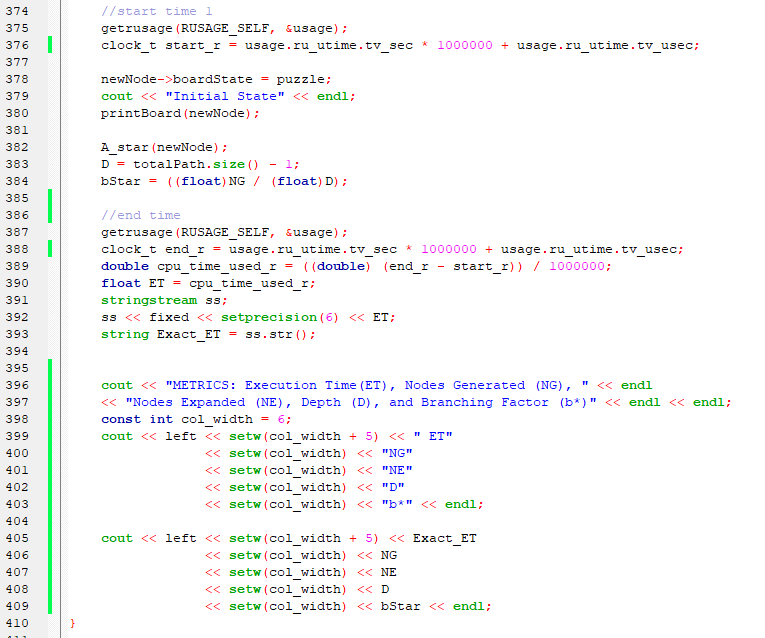 374 //start time 1
375 getrusage(RUSAGE_SELF, &usage);
376 clock_t start_r = usage.ru_utime.tv_sec * 1000000 + usage.ru_utime.tv_usec;
377
378 newNode->boardState = puzzle;
379 cout << "Initial State" << endl;
380 printBoard(newNode);
381
382 A_star(newNode);
383 D = totalPath.size() - 1;
384 bStar = ((float)NG / (float)D);
385
386 //end time
387 getrusage(RUSAGE_SELF, &usage);
388 clock_t end_r = usage.ru_utime.tv_sec * 1000000 + usage.ru_utime.tv_usec;
389 double cpu_time_used_r = ((double) (end_r - start_r)) / 1000000;
390 float ET = cpu_time_used_r;
391 stringstream ss;
392 ss << fixed << setprecision(6) << ET;
393 string Exact_ET = ss.str();
394
395
396 cout << "METRICS: Execution Time(ET), Nodes Generated (NG), " << endl
397 << "Nodes Expanded (NE), Depth (D), and Branching Factor (b*)" << endl << endl;
398 const int col_width = 6;
399 cout << left << setw(col_width + 5) << " ET"
400 << setw(col_width) << "NG"
401 << setw(col_width) << "NE"
402 << setw(col_width) << "D"
403 << setw(col_width) << "b*" << endl;
404
405 cout << left << setw(col_width + 5) << Exact_ET
406 << setw(col_width) << NG
407 << setw(col_width) << NE
408 << setw(col_width) << D
409 << setw(col_width) << bStar << endl;
410 }